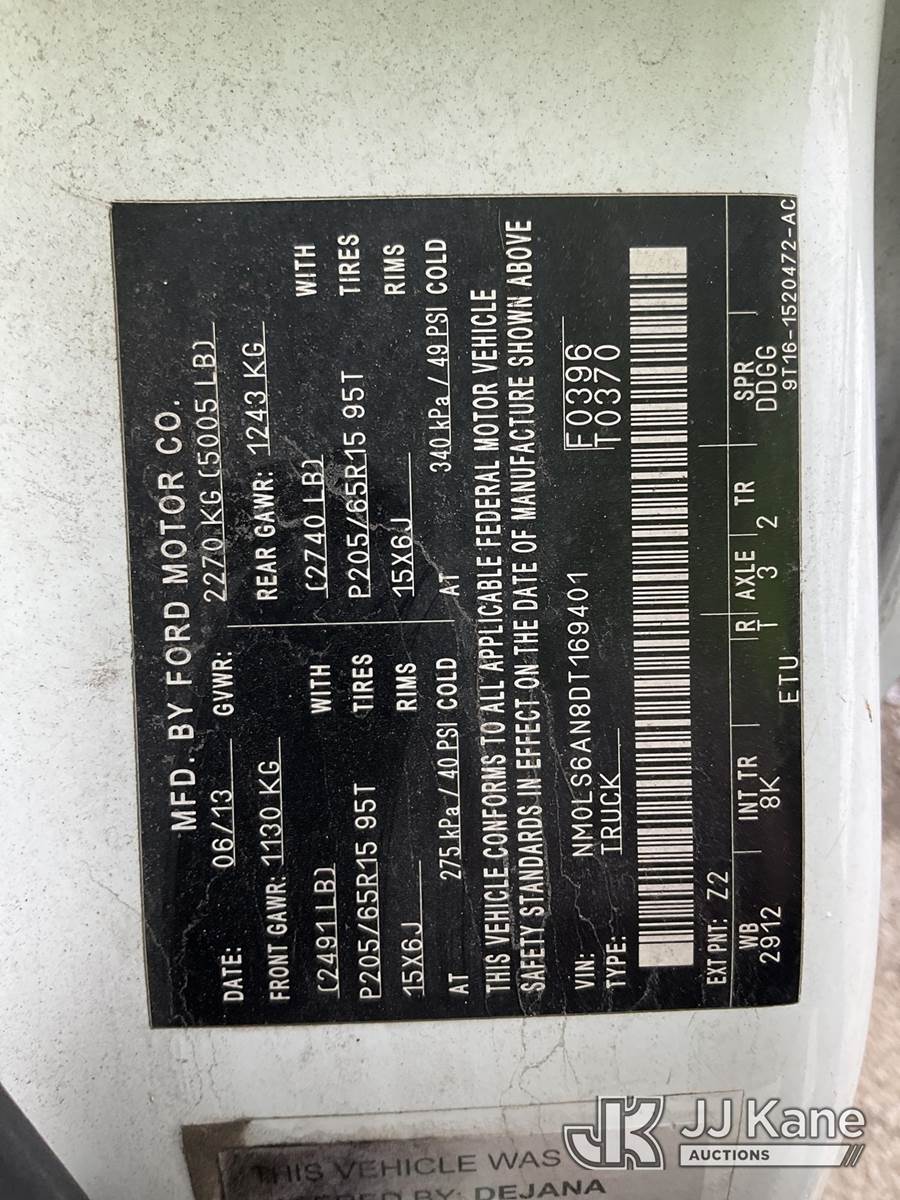 MFD. BY FORD MOTOR CO.
DATE: 06/13 GVWR: 2270 KG (5005 LB)
FRONT GAWR: 1130 KG REAR GAWR: 1243 KG
(2491LB) WITH (2740 LB) WITH
P205/65R15 95T TIRES P205/65R15 95T TIRES
15X6J RIMS 15X6J RIMS
AT 275 kPa / 40 PSI COLD AT 340 kPa / 49 PSI COLD
THIS VEHICLE CONFORMS TO ALL APPLICABLE FEDERAL MOTOR VEHICLE
SAFETY STANDARDS IN EFFECT ON THE DATE OF MANUFACTURE SHOWN ABOVE
VIN: NM0LS6AN8DT169401 F0396
TYPE: TRUCK T0370
EXT PNT: Z2
WB INT TR R AXLE TR SPR
2912 8K T 3 2 DDGG
ETU 9T16-1520472-AC
THIS VEHICLE WAS
BY: DEJANA
JK JJ Kane
AUCTIONS